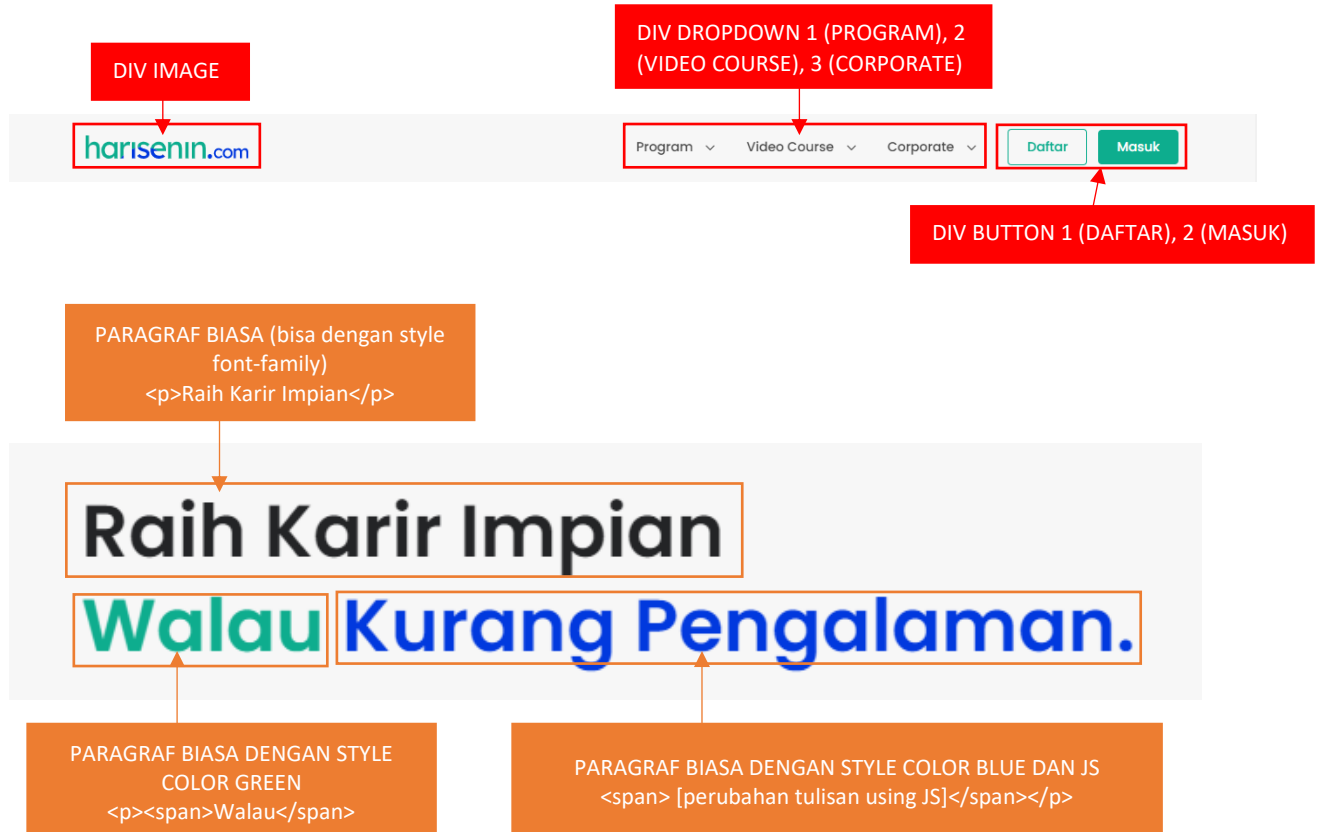 DIV DROPDOWN 1 (PROGRAM), 2
(VIDEO COURSE), 3 (CORPORATE)
DIV IMAGE
harisenin.com
Program
Video Course
Corporate
Daftar
Masuk
DIV BUTTON 1 (DAFTAR), 2 (MASUK)
PARAGRAF BIASA (bisa dengan style
font-family)
<p>Raih Karir Impian</p>
Raih Karir Impian
Walau Kurang Pengalaman.
PARAGRAF BIASA DENGAN STYLE
COLOR GREEN
<p><span>Walau</span>
PARAGRAF BIASA DENGAN STYLE COLOR BLUE DAN JS
<span> [perubahan tulisan using JS]</span></p>